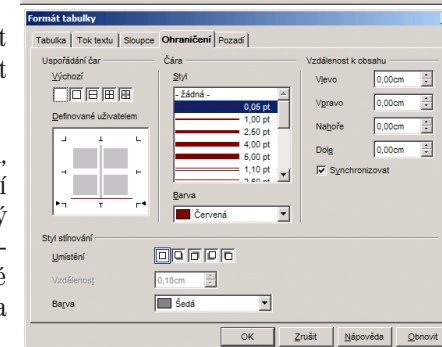 t
t
,
í
ý
-
é
a
Formát tabulky
Tabulka Tok textu Sloupce Ohraničení Pozadí
Uspořádání čar
Výchozí
Definované uživatelem
Čára
Styl
- žádná -
0,05 pt
1,00 pt
2,50 pt
4,00 pt
5,00 pt
1,10 pt
2,60 pt
Barva
Červená
Vzdálenost k obsahu
Vlevo 0,00cm
Vpravo 0,00cm
Nahoře 0,00cm
Dole 0,00cm
Synchronizovat
Styl stínování
Umístění
Vzdálenost 0,18cm
Barva Šedá
OK Zrušit Nápověda Obnovit